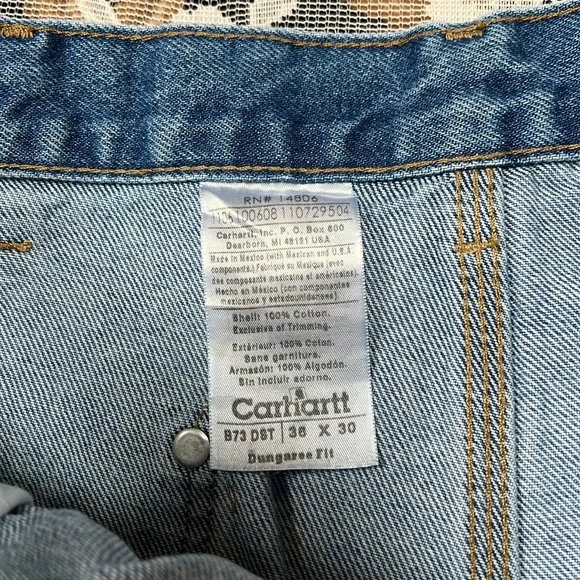 RN# 14806
1106100608110729504
Carhartt, Inc. P. O. Box 600
Dearborn, MI 48121 USA
Made in Mexico (with Mexican and U.S.A.
components.) Fabriqué au Mexique (avec
des composants mexicains et américains).
Hecho en México (con componentes
mexicanos y estadounidenses)
Shell: 100% Cotton.
Exclusive of Trimming.
Extérieur: 100% Coton.
Sans garniture.
Armazón: 100% Algodón.
Sin incluir adorno.
Carhartt
B73 DST 36 X 30
Dungaree Fit